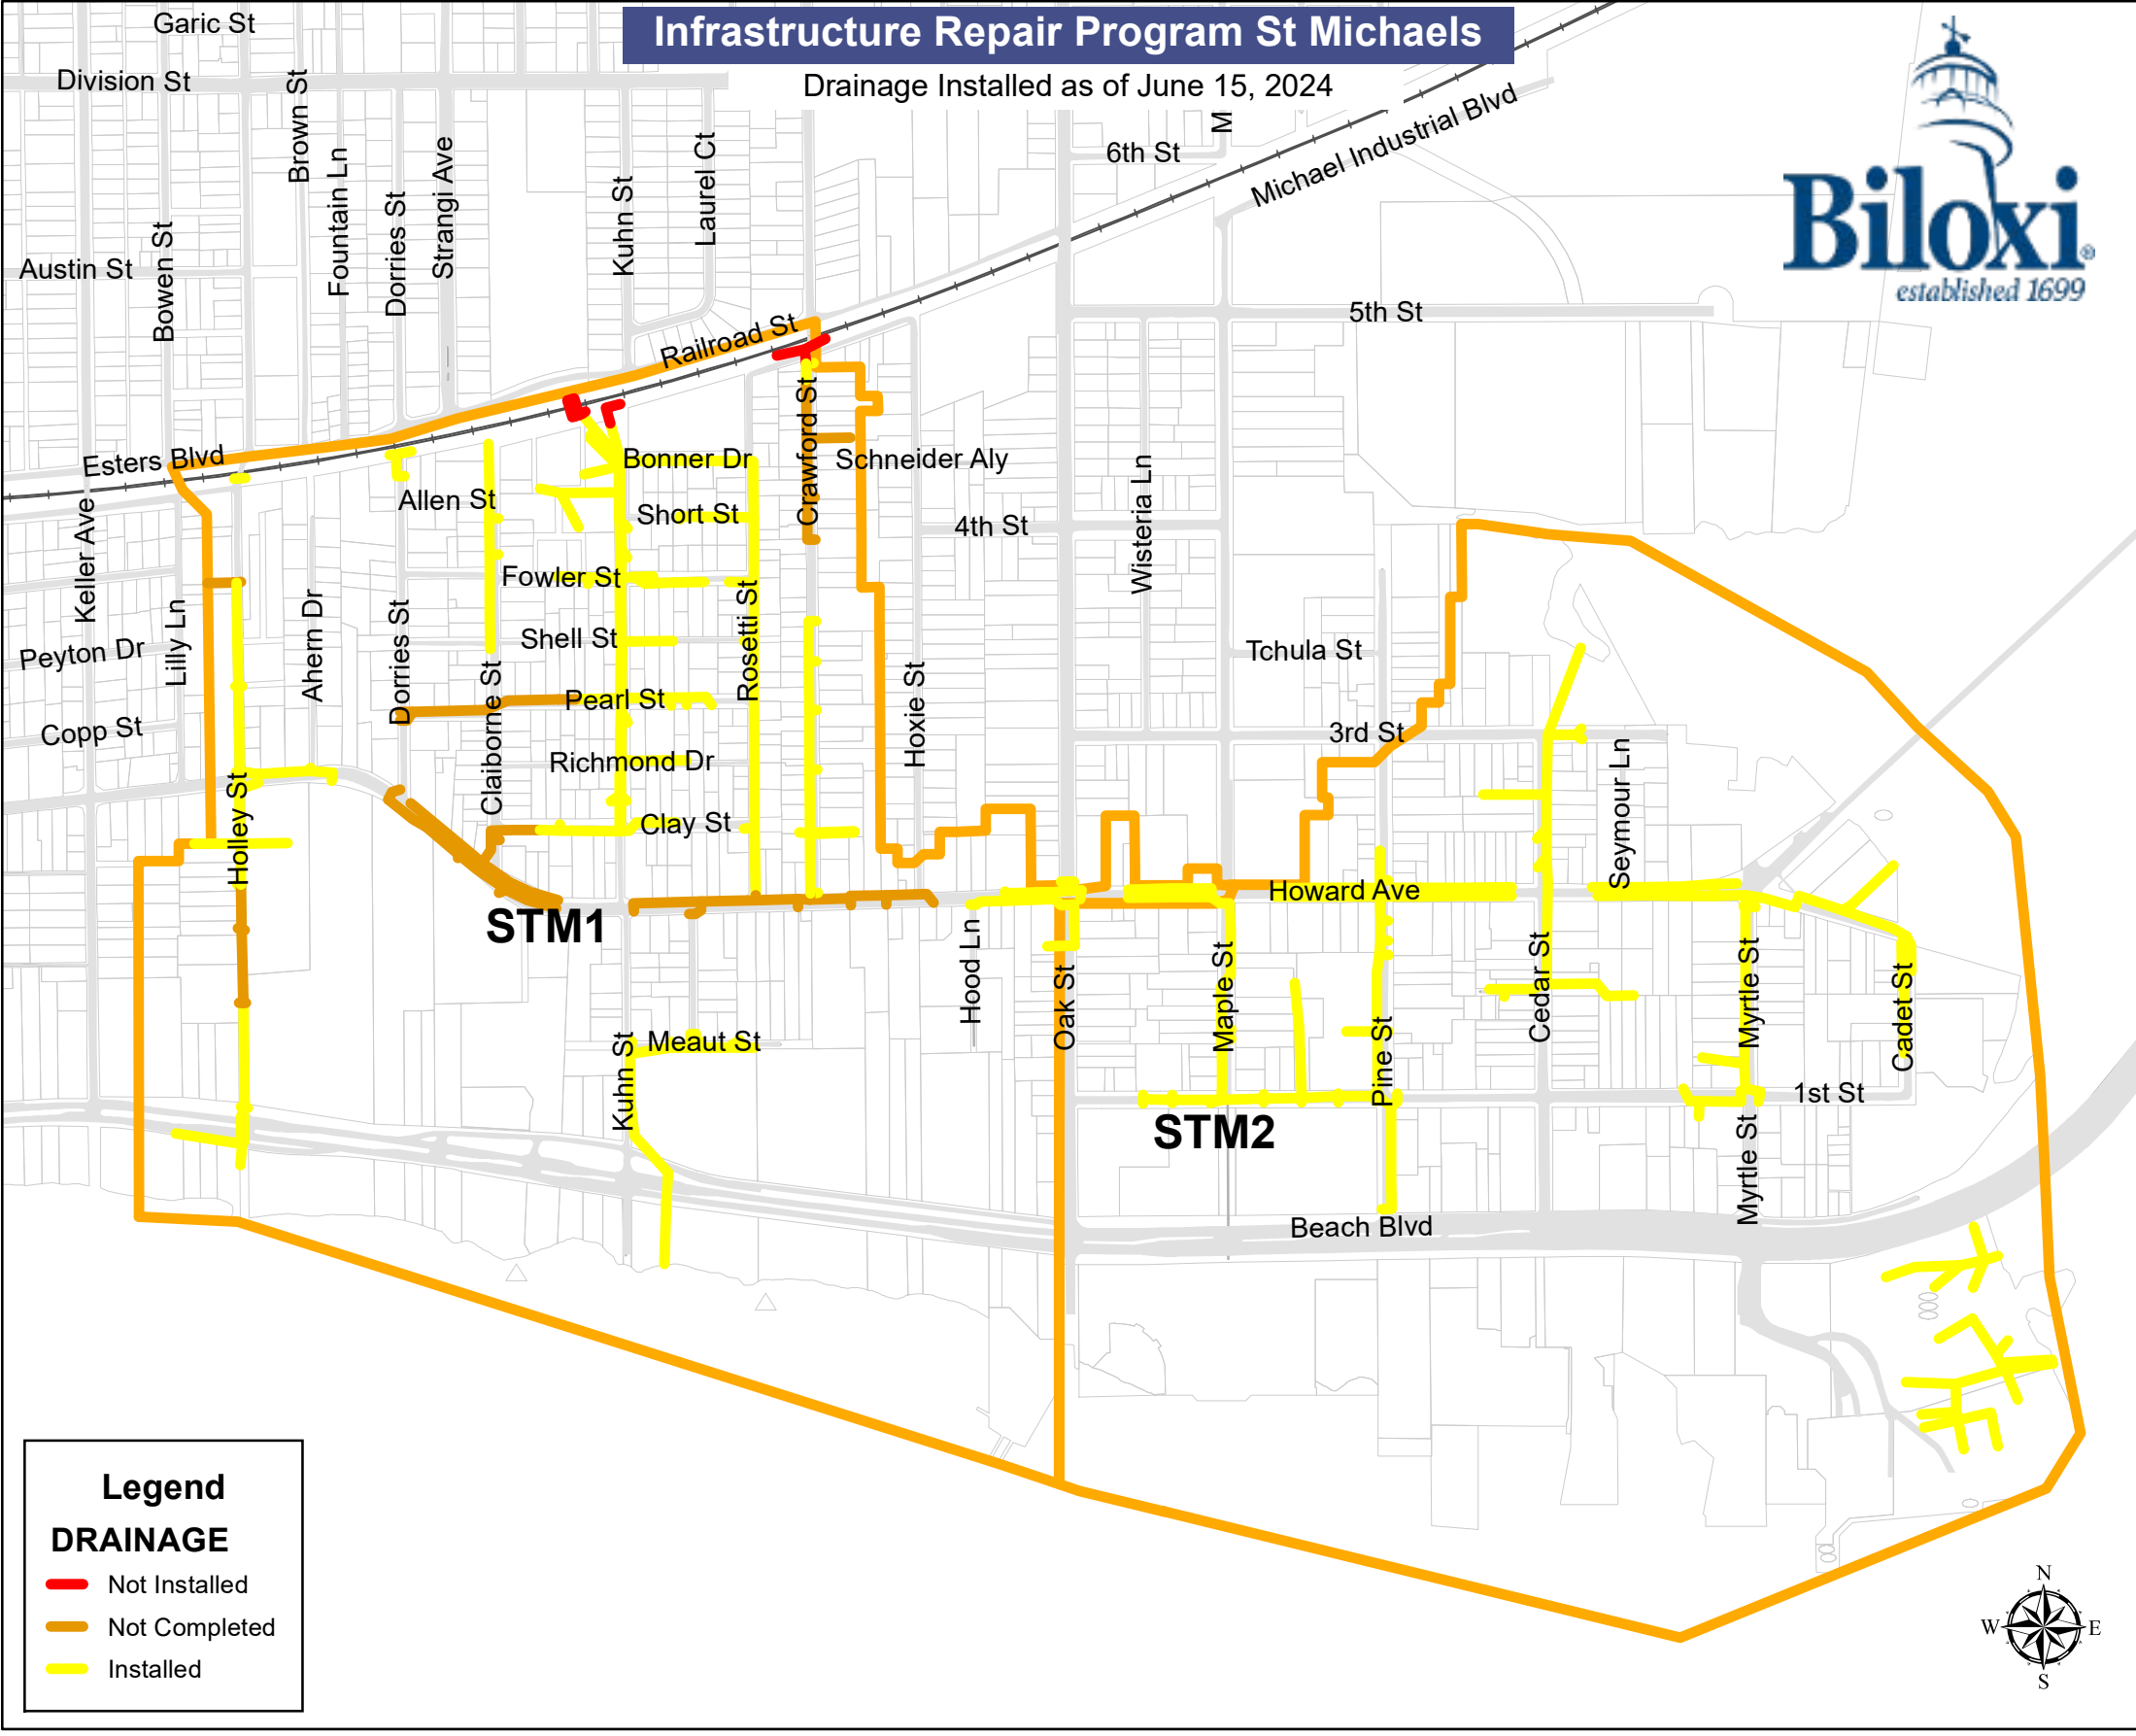 Infrastructure Repair Program St Michaels
Drainage Installed as of June 15, 2024
Biloxi®
established 1699
Garic St
Division St
Brown St
Fountain Ln
Dorries St
Strangi Ave
Kuhn St
Laurel Ct
M
6th St
Michael Industrial Blvd
Austin St
Bowen St
5th St
Railroad St
Esters Blvd
Bonner Dr
Crawford St
Schneider Aly
Allen St
Short St
4th St
Wisteria Ln
Keller Ave
Fowler St
Rosetti St
Lilly Ln
Ahern Dr
Dorries St
Shell St
Tchula St
Peyton Dr
Claiborne St
Pearl St
Hoxie St
Copp St
3rd St
Richmond Dr
Seymour Ln
Holley St
Clay St
Howard Ave
STM1
Hood Ln
Oak St
Maple St
Cedar St
Myrtle St
Cadet St
Kuhn St
Meaut St
Pine St
1st St
STM2
Myrtle St
Beach Blvd
Legend
DRAINAGE
Not Installed
Not Completed
Installed
N
W
E
S